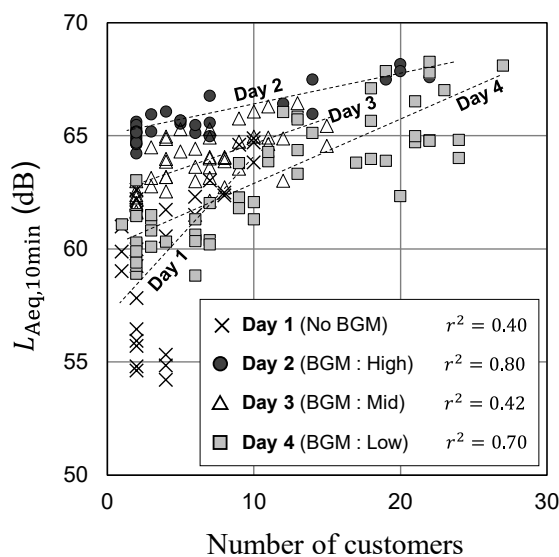 70
65
60
55
50
0
10
20
30
L_Aeq,10min (dB)
Number of customers
Day 2
Day 3
Day 4
Day 1
Day 1 (No BGM) r² = 0.40
Day 2 (BGM : High) r² = 0.80
Day 3 (BGM : Mid) r² = 0.42
Day 4 (BGM : Low) r² = 0.70